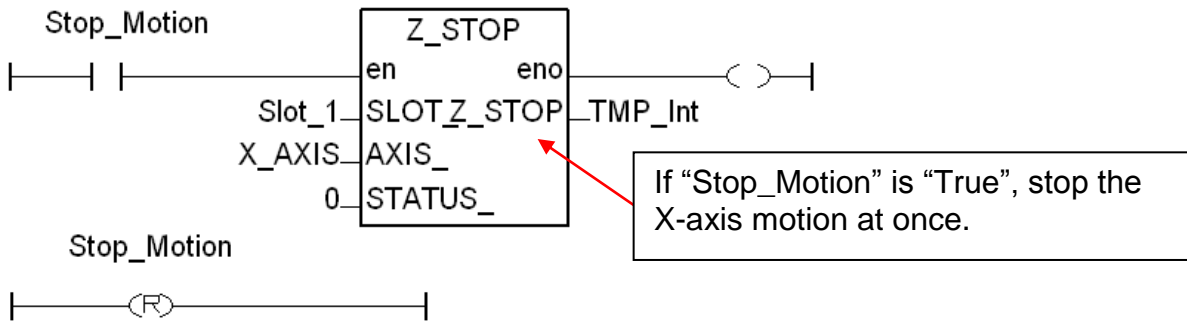 Stop_Motion
Z_STOP
en eno
Slot_1 SLOT_ Z_STOP TMP_Int
X_AXIS AXIS_
0 STATUS_
If “Stop_Motion” is “True”, stop the
X-axis motion at once.
Stop_Motion
R